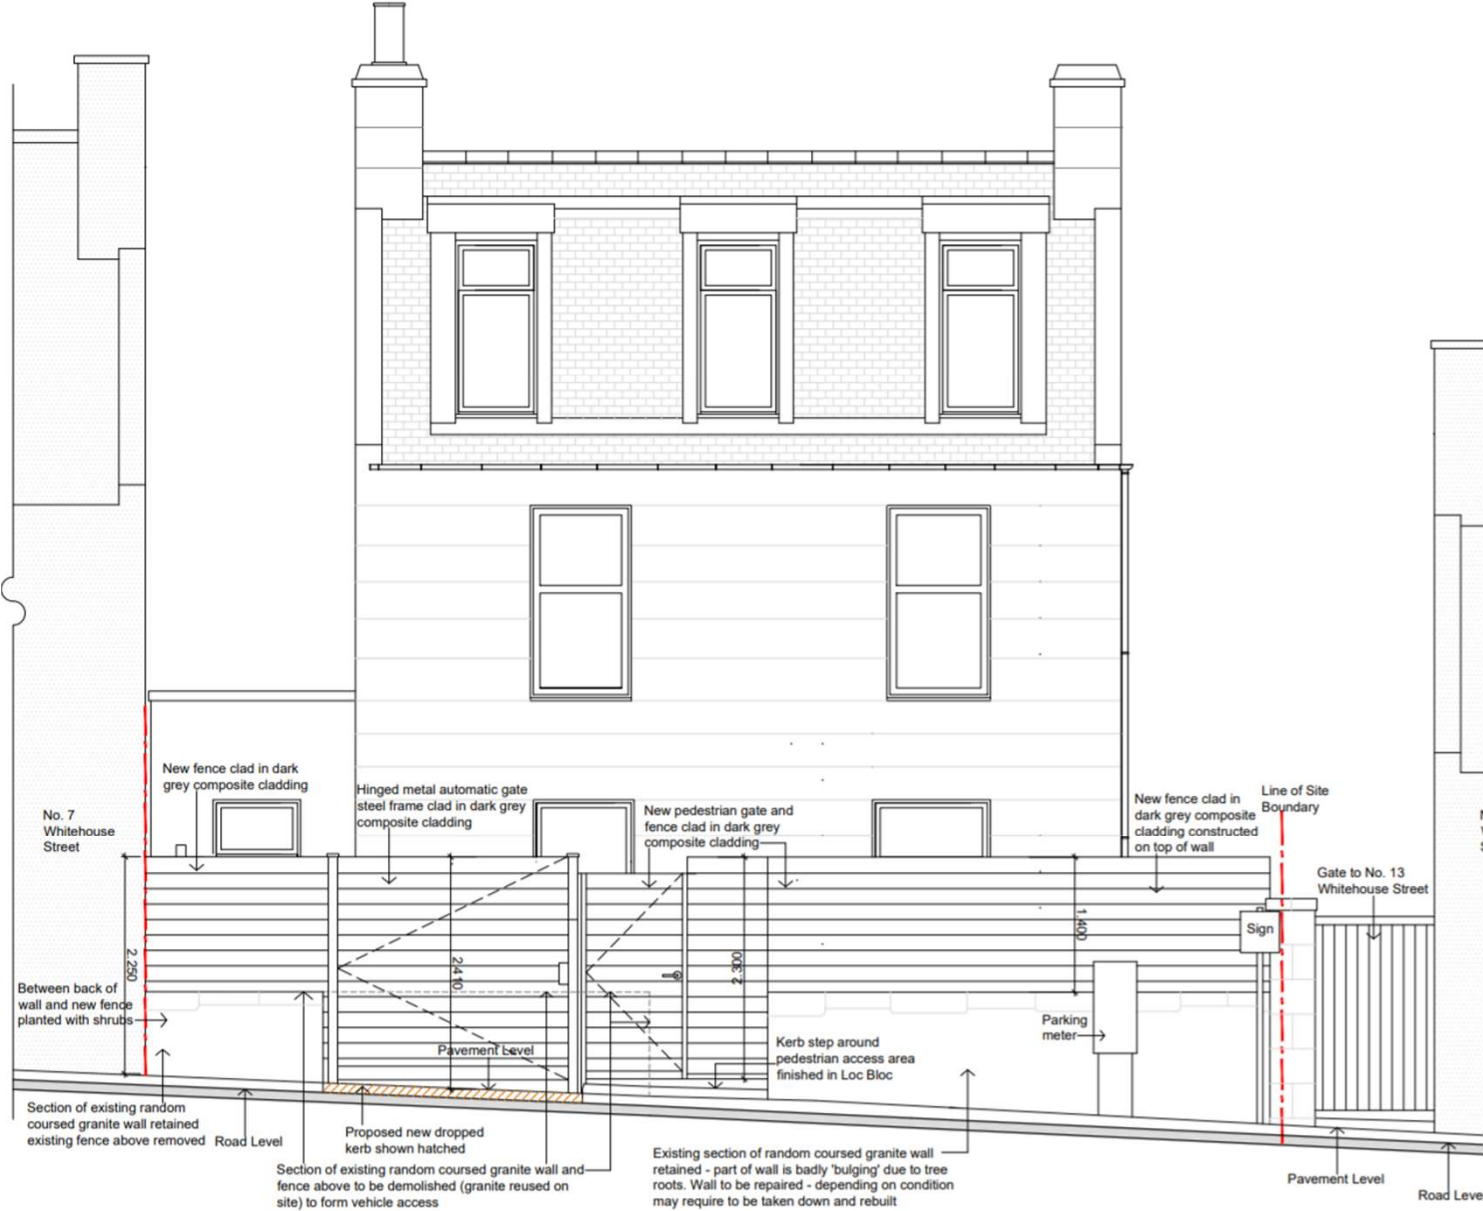 New fence clad in dark
grey composite cladding
No. 7
Whitehouse
Street
Hinged metal automatic gate
steel frame clad in dark grey
composite cladding
New pedestrian gate and
fence clad in dark grey
composite cladding
New fence clad in
dark grey composite
cladding constructed
on top of wall
Line of Site
Boundary
Gate to No. 13
Whitehouse Street
Sign
2.250
2.410
2.300
1.400
Between back of
wall and new fence
planted with shrubs
Pavement Level
Parking
meter
Kerb step around
pedestrian access area
finished in Loc Bloc
Section of existing random
coursed granite wall retained
existing fence above removed
Road Level
Proposed new dropped
kerb shown hatched
Section of existing random coursed granite wall and
fence above to be demolished (granite reused on
site) to form vehicle access
Existing section of random coursed granite wall
retained - part of wall is badly 'bulging' due to tree
roots. Wall to be repaired - depending on condition
may require to be taken down and rebuilt
Pavement Level
Road Leve